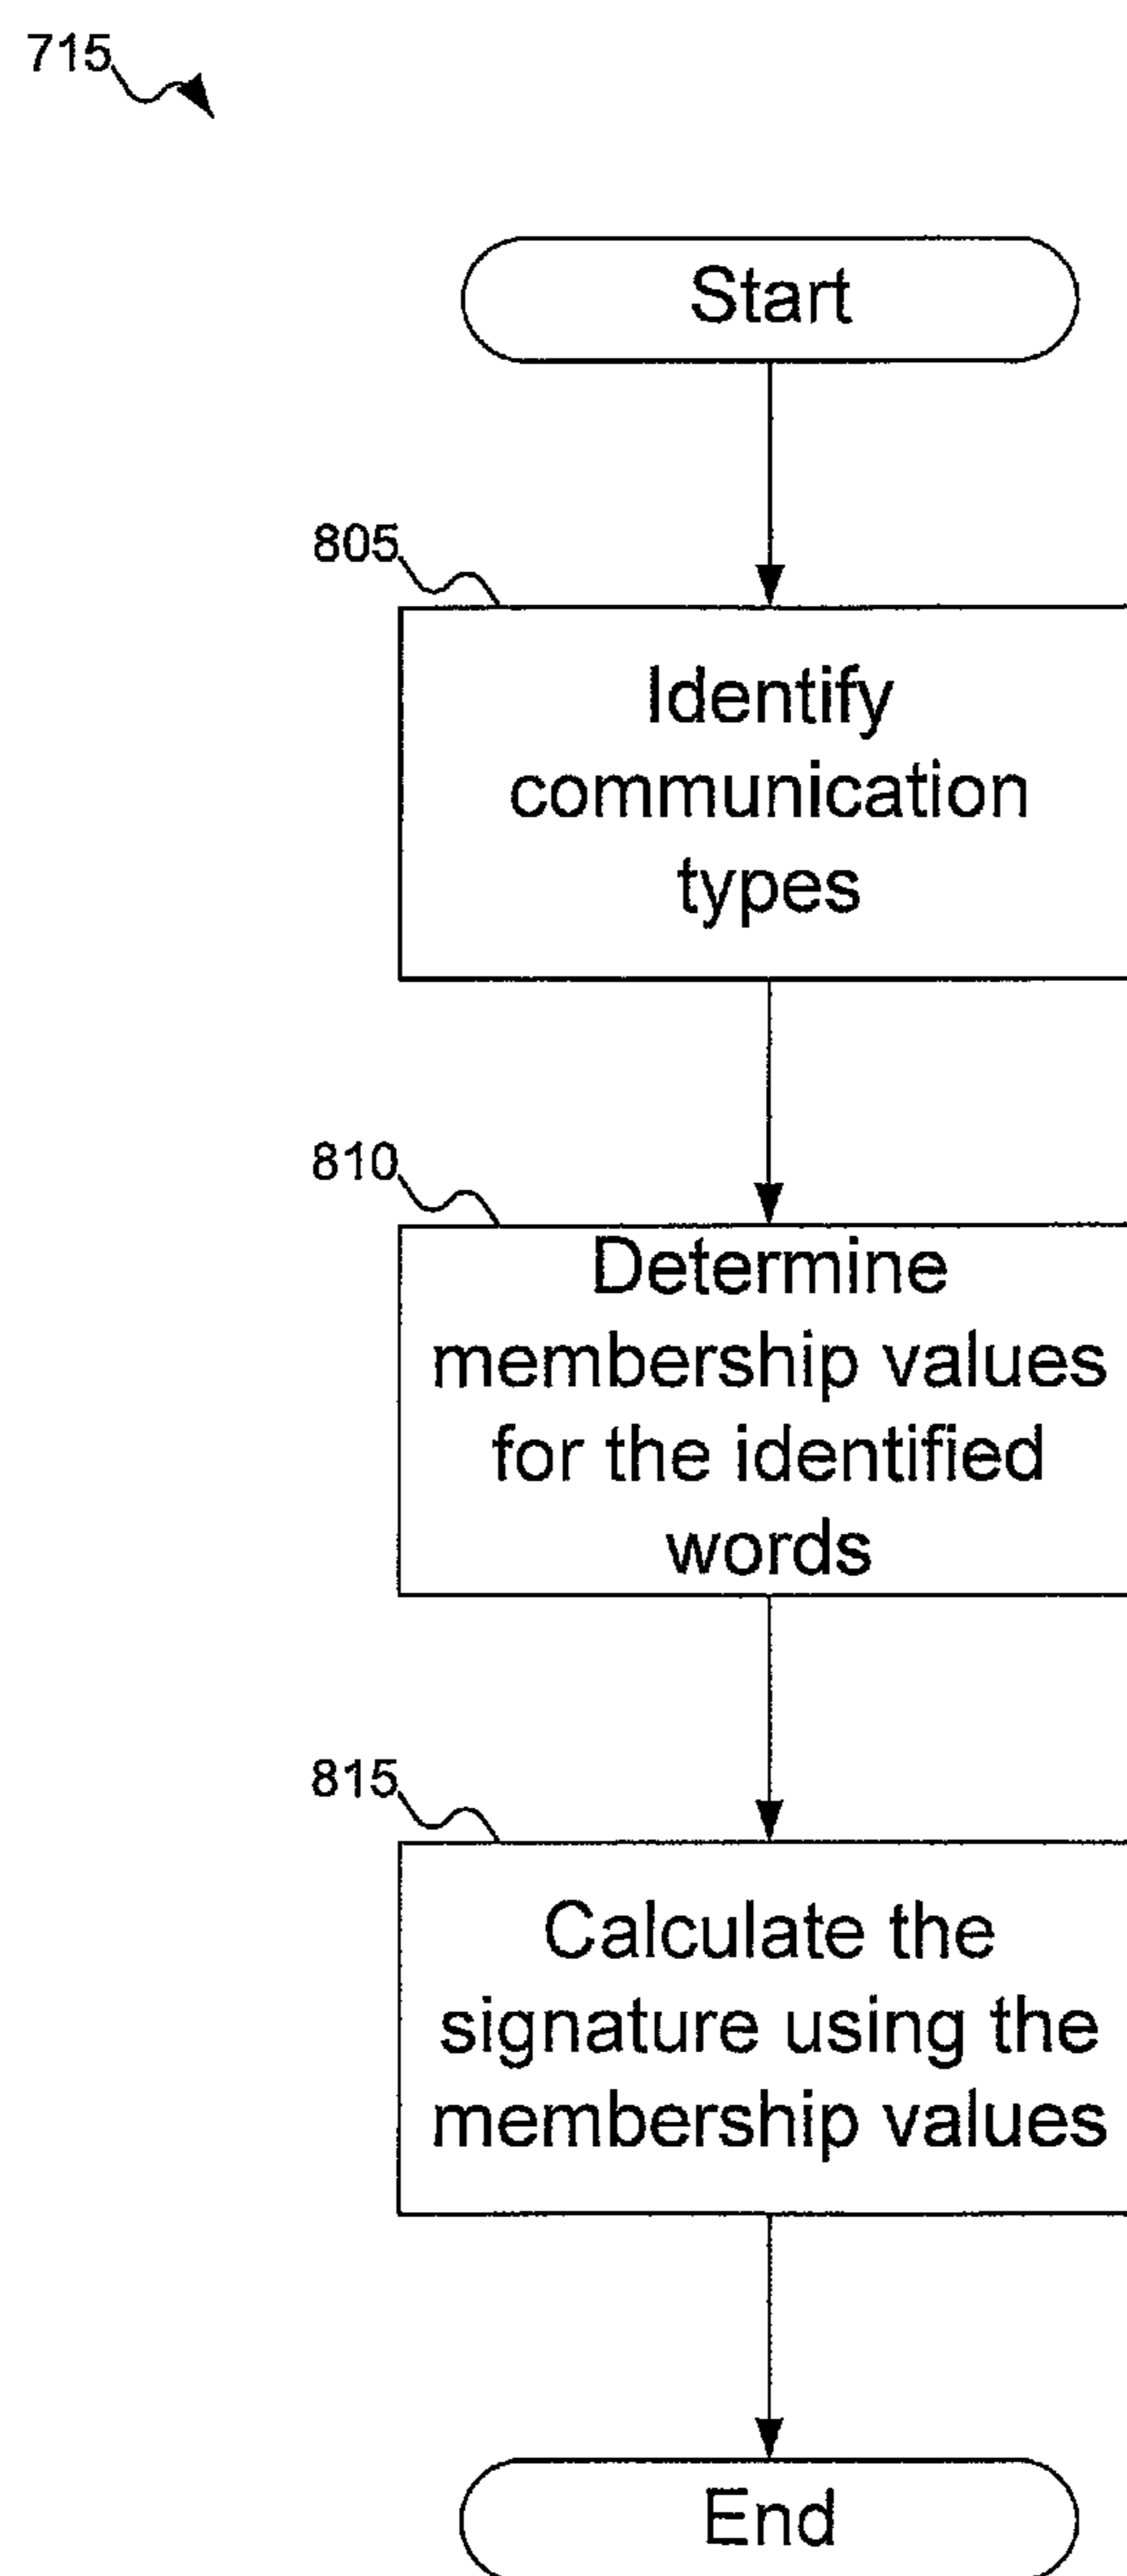 715
Start
805
Identify
communication
types
810
Determine
membership values
for the identified
words
815
Calculate the
signature using the
membership values
End